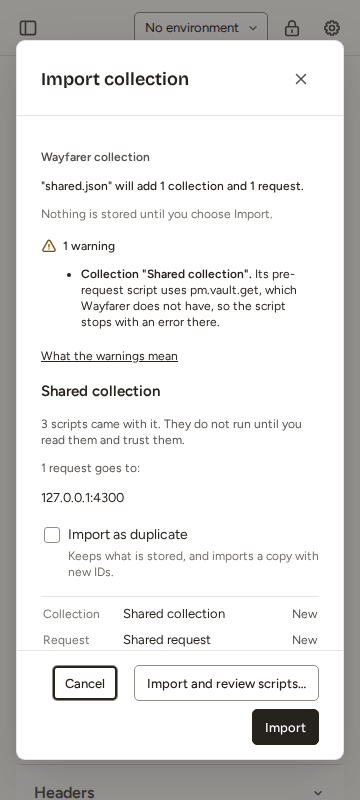 No environment
Import collection
Wayfarer collection
"shared.json" will add 1 collection and 1 request.
Nothing is stored until you choose Import.
1 warning
• Collection "Shared collection". Its pre-
request script uses pm.vault.get, which
Wayfarer does not have, so the script
stops with an error there.
What the warnings mean
Shared collection
3 scripts came with it. They do not run until you
read them and trust them.
1 request goes to:
127.0.0.1:4300
Import as duplicate
Keeps what is stored, and imports a copy with
new IDs.
Collection Shared collection New
Request Shared request New
Cancel Import and review scripts...
Import
Headers